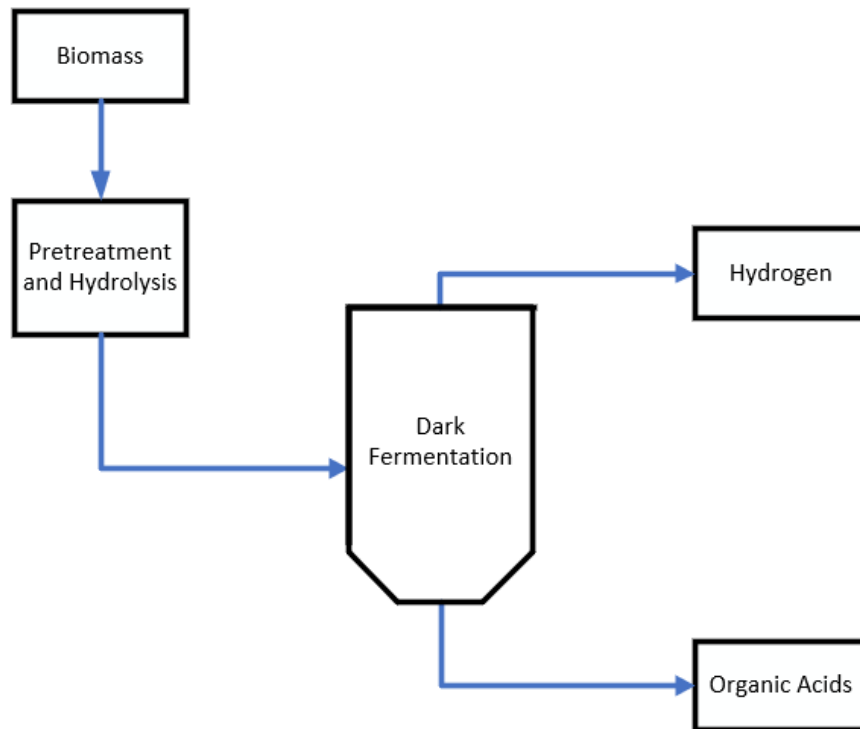 Biomass
Pretreatment
and Hydrolysis
Hydrogen
Dark
Fermentation
Organic Acids